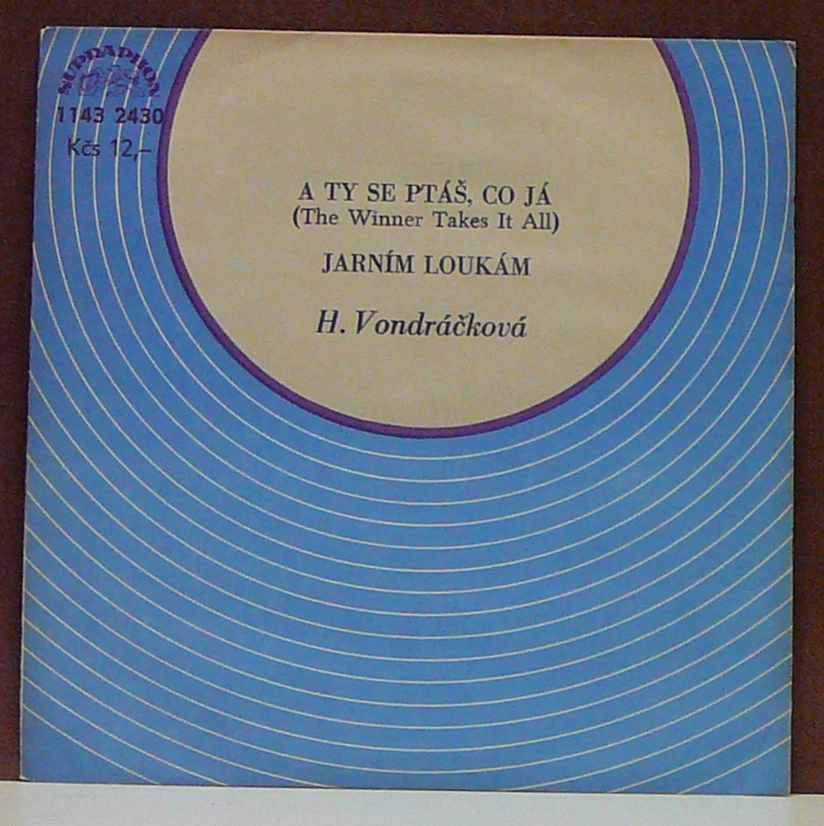 SUPRAPHON
1143 2430
Kčs 12,–
A TY SE PTÁŠ, CO JÁ
(The Winner Takes It All)
JARNÍM LOUKÁM
H. Vondráčková